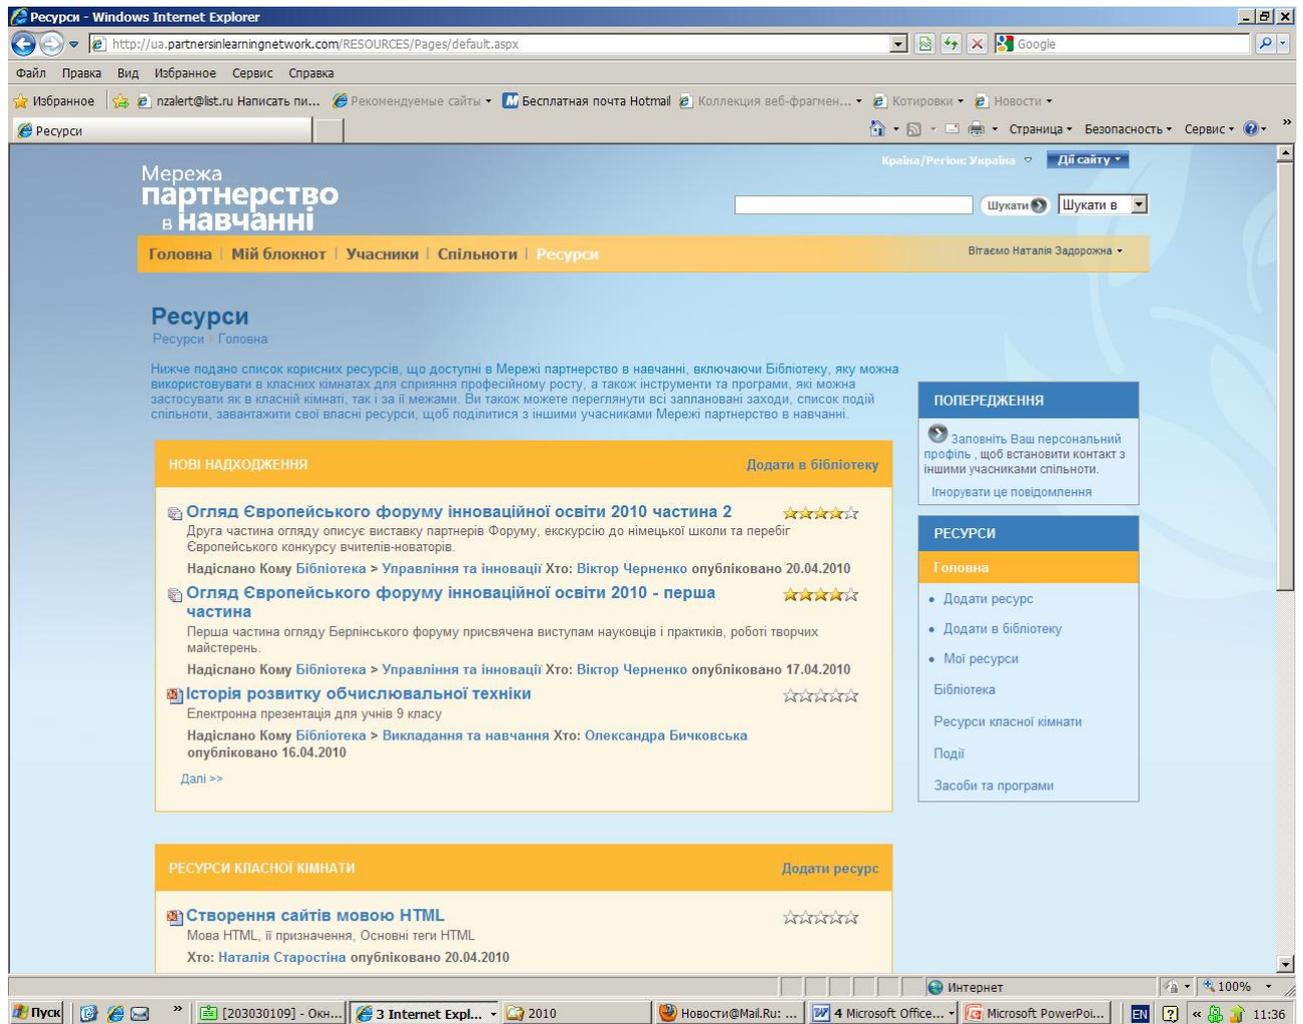 Ресурси - Windows Internet Explorer
http://ua.partnersinlearningnetwork.com/RESOURCES/Pages/default.aspx
Google
Файл Правка Вид Избранное Сервис Справка
Избранное nzalert@list.ru Написать пи... Рекомендуемые сайты Бесплатная почта Hotmail Коллекция веб-фрагмен... Котировки Новости
Ресурси
Страница Безопасность Сервис
Країна/Регіон: Україна Дії сайту
Мережа
партнерство
в навчанні
Шукати Шукати в
Головна | Мій блокнот | Учасники | Спільноти | Ресурси
Вітаємо Наталія Задорожна
Ресурси
Ресурси Головна
Нижче подано список корисних ресурсів, що доступні в Мережі партнерство в навчанні, включаючи Бібліотеку, яку можна
використовувати в класних кімнатах для сприяння професійному росту, а також інструменти та програми, які можна
застосувати як в класній кімнаті, так і за її межами. Ви також можете переглянути всі заплановані заходи, список подій
спільноти, завантажити свої власні ресурси, щоб поділитися з іншими учасниками Мережі партнерство в навчанні.
НОВІ НАДХОДЖЕННЯ Додати в бібліотеку
Огляд Європейського форуму інноваційної освіти 2010 частина 2
Друга частина огляду описує виставку партнерів Форуму, екскурсію до німецької школи та перебіг
Європейського конкурсу вчителів-новаторів.
Надіслано Кому Бібліотека > Управління та інновації Хто: Віктор Черненко опубліковано 20.04.2010
Огляд Європейського форуму інноваційної освіти 2010 - перша
частина
Перша частина огляду Берлінського форуму присвячена виступам науковців і практиків, роботі творчих
майстерень.
Надіслано Кому Бібліотека > Управління та інновації Хто: Віктор Черненко опубліковано 17.04.2010
Історія розвитку обчислювальної техніки
Електронна презентація для учнів 9 класу
Надіслано Кому Бібліотека > Викладання та навчання Хто: Олександра Бичковська
опубліковано 16.04.2010
Далі >>
РЕСУРСИ КЛАСНОЇ КІМНАТИ Додати ресурс
Створення сайтів мовою HTML
Мова HTML, її призначення, Основні теги HTML
Хто: Наталія Старостіна опубліковано 20.04.2010
ПОПЕРЕДЖЕННЯ
Заповніть Ваш персональний
профіль , щоб встановити контакт з
іншими учасниками спільноти.
Ігнорувати це повідомлення
РЕСУРСИ
Головна
• Додати ресурс
• Додати в бібліотеку
• Мої ресурси
Бібліотека
Ресурси класної кімнати
Події
Засоби та програми
Интернет 100%
Пуск » [203030109] - Окн... 3 Internet Expl... 2010 Новости@Mail.Ru: ... 4 Microsoft Office... Microsoft PowerPoi... EN « 11:36